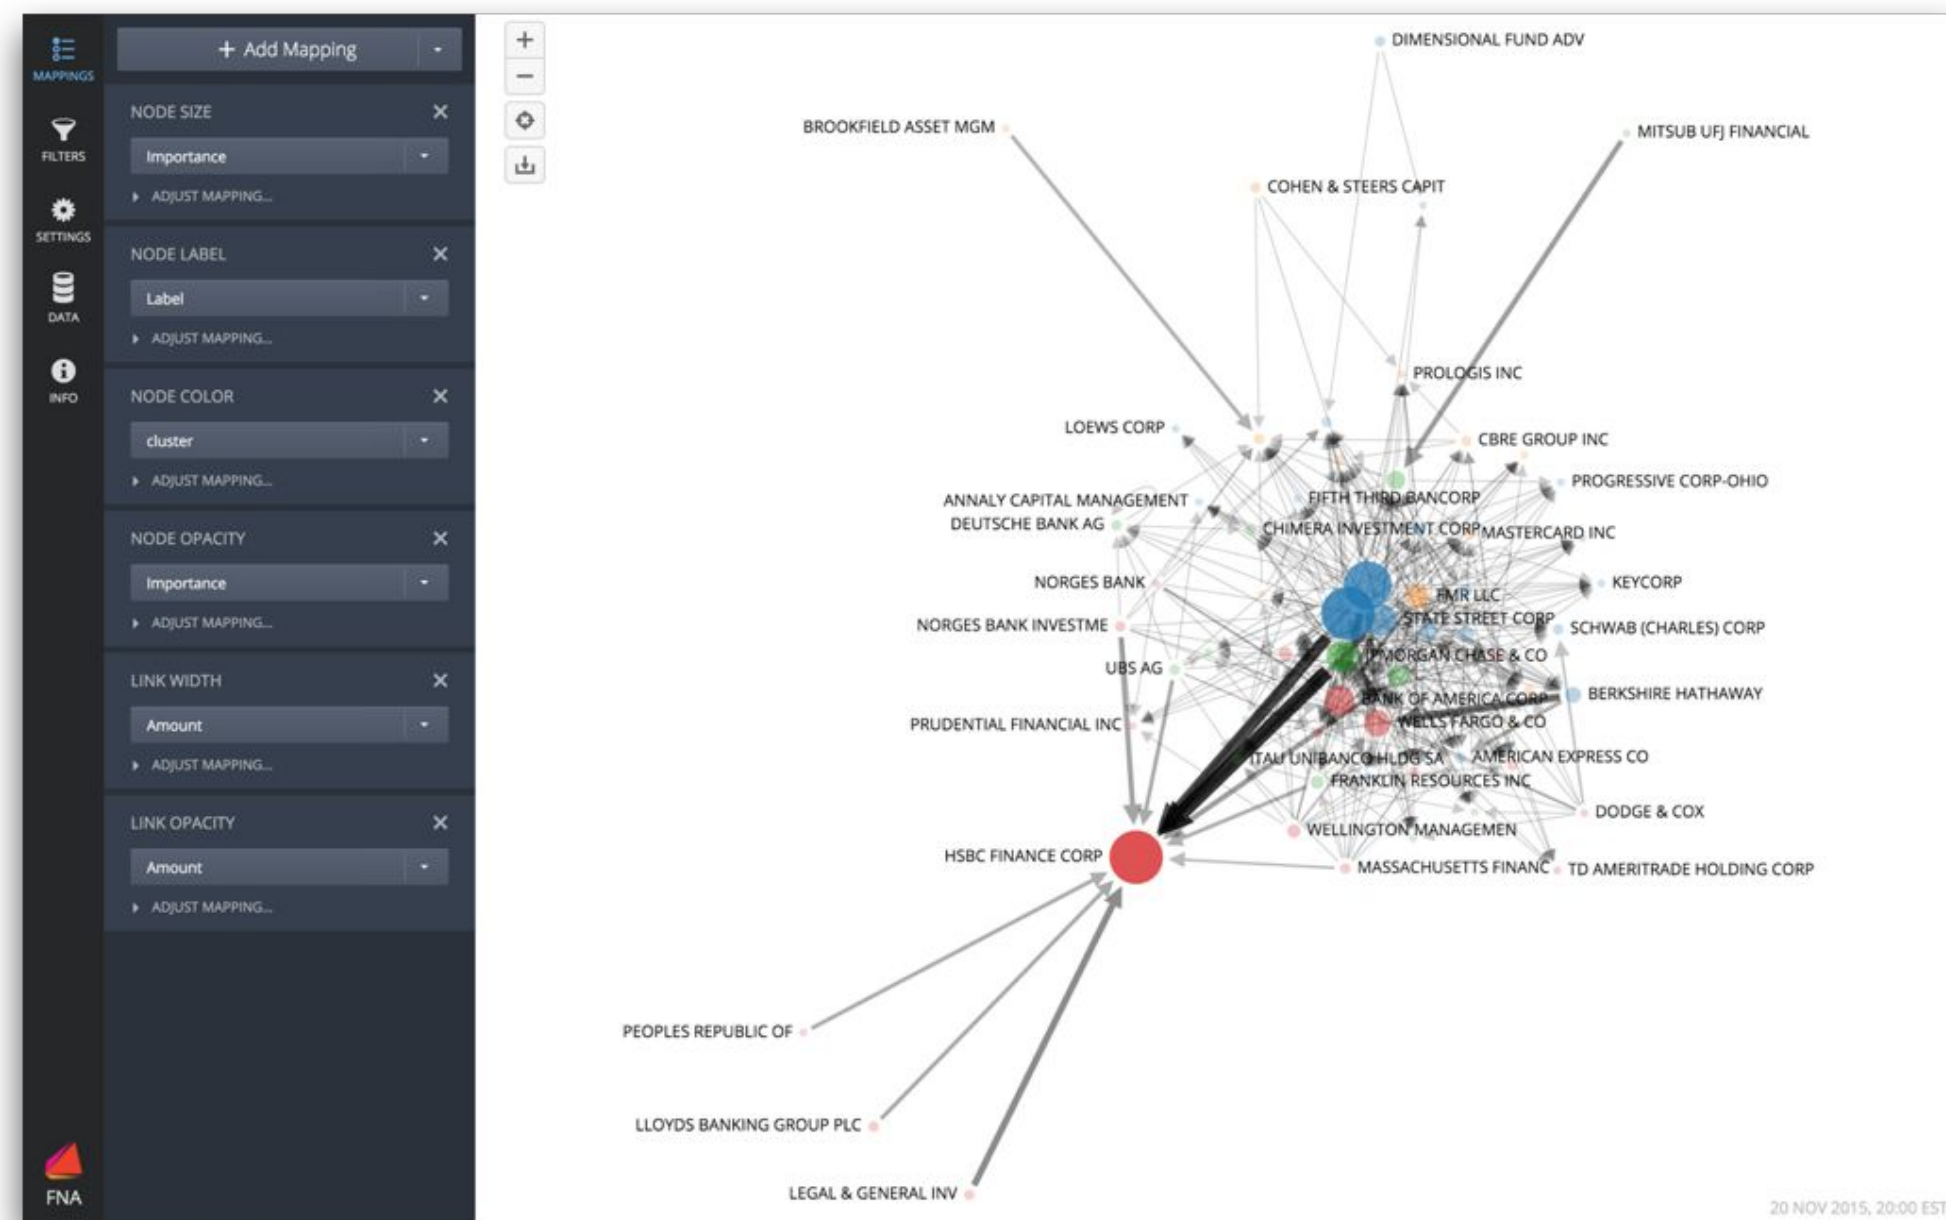 MAPPINGS
FILTERS
SETTINGS
DATA
INFO
FNA
+ Add Mapping
NODE SIZE
Importance
ADJUST MAPPING...
NODE LABEL
Label
ADJUST MAPPING...
NODE COLOR
cluster
ADJUST MAPPING...
NODE OPACITY
Importance
ADJUST MAPPING...
LINK WIDTH
Amount
ADJUST MAPPING...
LINK OPACITY
Amount
ADJUST MAPPING...
DIMENSIONAL FUND ADV
BROOKFIELD ASSET MGM
MITSUB UFJ FINANCIAL
COHEN & STEERS CAPIT
PROLOGIS INC
LOEWS CORP
CBRE GROUP INC
PROGRESSIVE CORP-OHIO
ANNALY CAPITAL MANAGEMENT
FIFTH THIRD BANCORP
DEUTSCHE BANK AG
CHIMERA INVESTMENT CORP
MASTERCARD INC
NORGES BANK
KEYCORP
FMR LLC
STATE STREET CORP
NORGES BANK INVESTME
SCHWAB (CHARLES) CORP
JPMORGAN CHASE & CO
UBS AG
BERKSHIRE HATHAWAY
BANK OF AMERICA CORP
WELLS FARGO & CO
PRUDENTIAL FINANCIAL INC
ITAU UNIBANCO HLDG SA
AMERICAN EXPRESS CO
FRANKLIN RESOURCES INC
DODGE & COX
WELLINGTON MANAGEMEN
HSBC FINANCE CORP
MASSACHUSETTS FINANC
TD AMERITRADE HOLDING CORP
PEOPLES REPUBLIC OF
LLOYDS BANKING GROUP PLC
LEGAL & GENERAL INV
20 NOV 2015, 20:00 EST